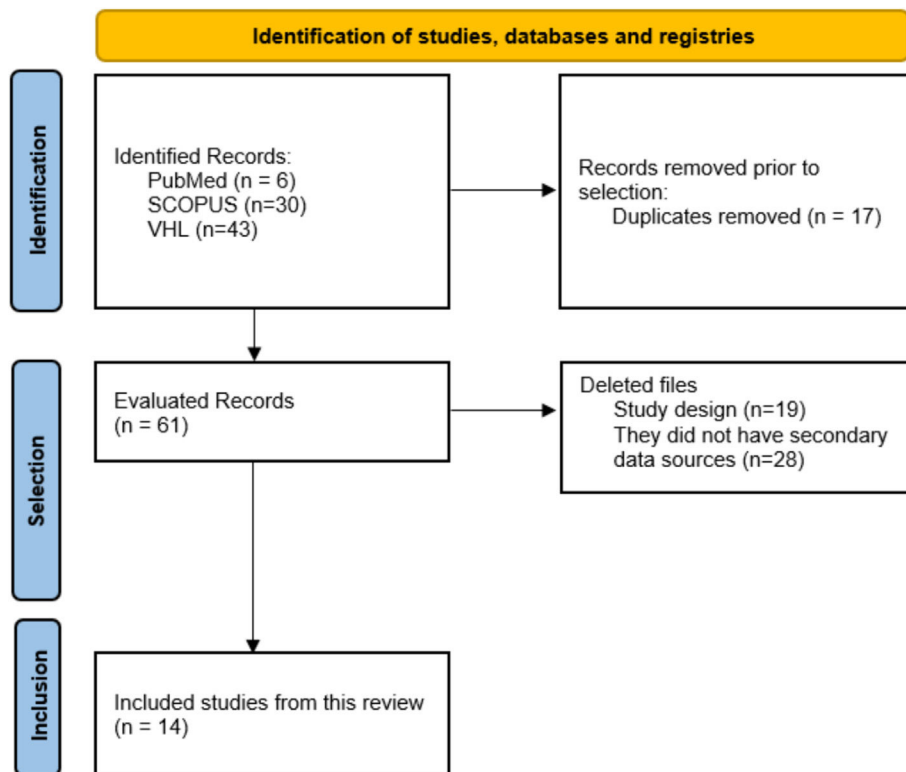 Identification of studies, databases and registries
Identification
Identified Records:
PubMed (n = 6)
SCOPUS (n=30)
VHL (n=43)
Records removed prior to
selection:
Duplicates removed (n = 17)
Selection
Evaluated Records
(n = 61)
Deleted files
Study design (n=19)
They did not have secondary
data sources (n=28)
Inclusion
Included studies from this review
(n = 14)